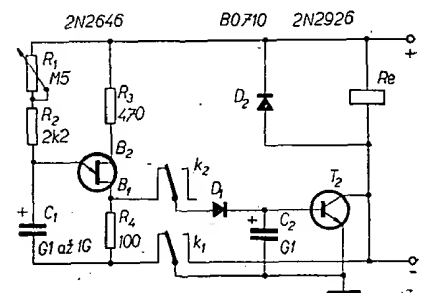 2N2646
B0710
2N2926
R1
M5
R2
2k2
R3
470
B2
B1
C1
G1 až 1G
R4
100
k2
k1
D1
D2
C2
G1
T2
Re
+
-
+
+